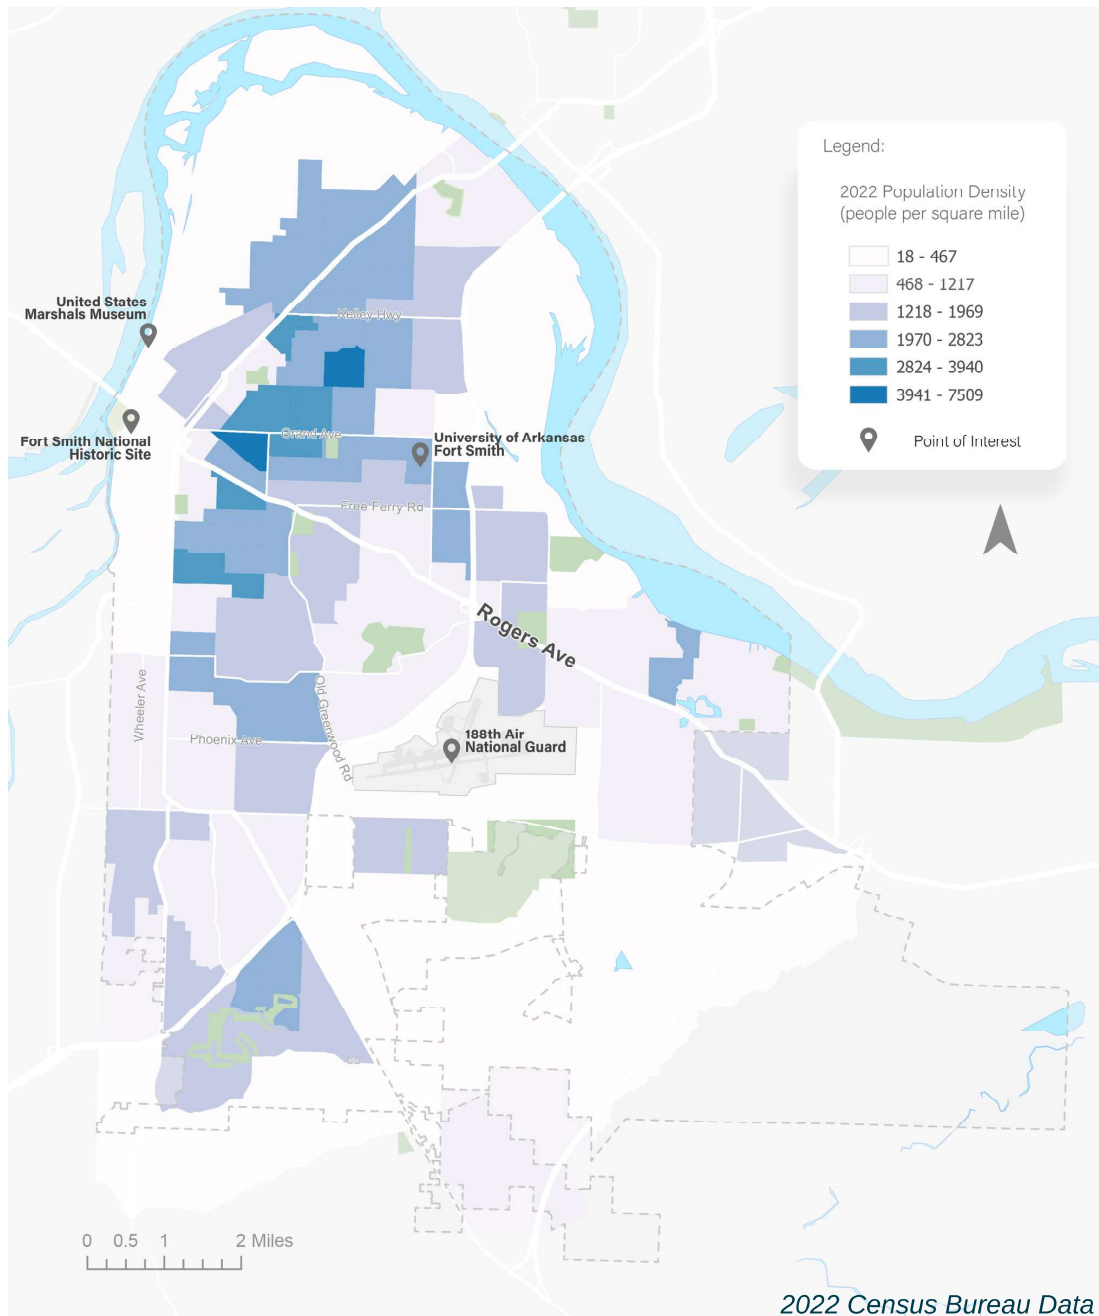 Legend:
2022 Population Density
(people per square mile)
18 - 467
468 - 1217
1218 - 1969
1970 - 2823
2824 - 3940
3941 - 7509
Point of Interest
United States
Marshals Museum
Kelley Hwy
Fort Smith National
Historic Site
Grand Ave
University of Arkansas
Fort Smith
Free Ferry Rd
Rogers Ave
Wheeler Ave
Old Greenwood Rd
Phoenix Ave
188th Air
National Guard
0 0.5 1 2 Miles
2022 Census Bureau Data